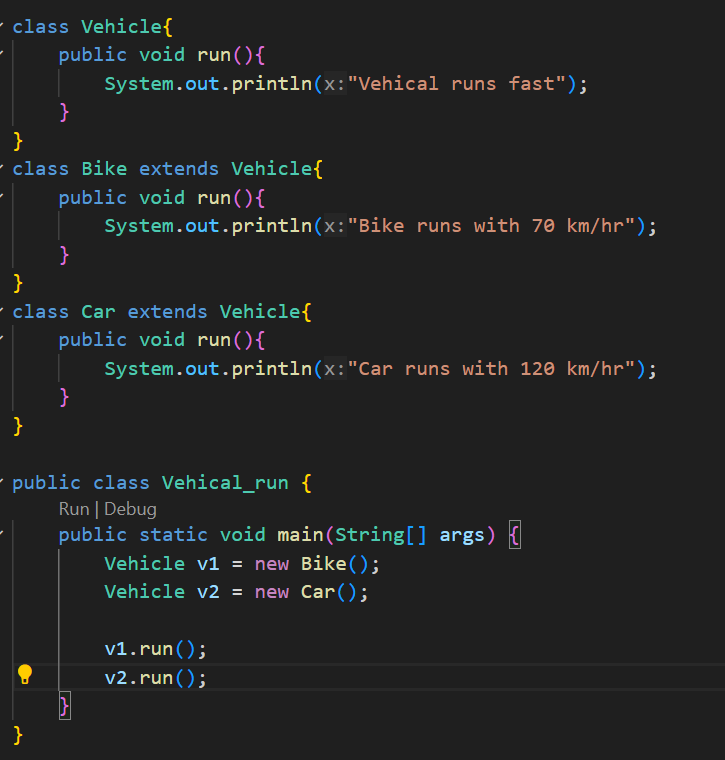 class Vehicle{
    public void run(){
        System.out.println(x:"Vehical runs fast");
    }
}
class Bike extends Vehicle{
    public void run(){
        System.out.println(x:"Bike runs with 70 km/hr");
    }
}
class Car extends Vehicle{
    public void run(){
        System.out.println(x:"Car runs with 120 km/hr");
    }
}
public class Vehical_run {
    Run | Debug
    public static void main(String[] args) {
        Vehicle v1 = new Bike();
        Vehicle v2 = new Car();
        v1.run();
        v2.run();
    }
}